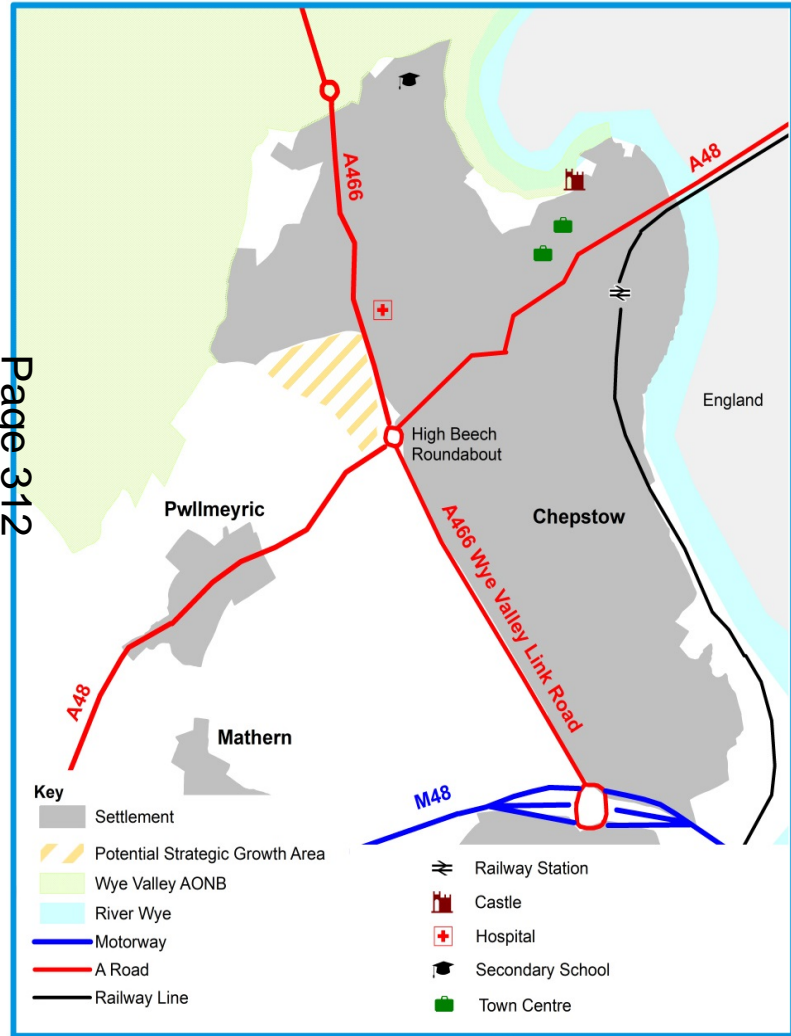 Page 312
A466
A48
England
High Beech
Roundabout
Pwllmeyric
Chepstow
A466 Wye Valley Link Road
A48
Mathern
M48
Key
Settlement
Potential Strategic Growth Area
Wye Valley AONB
River Wye
Motorway
A Road
Railway Line
Railway Station
Castle
Hospital
Secondary School
Town Centre